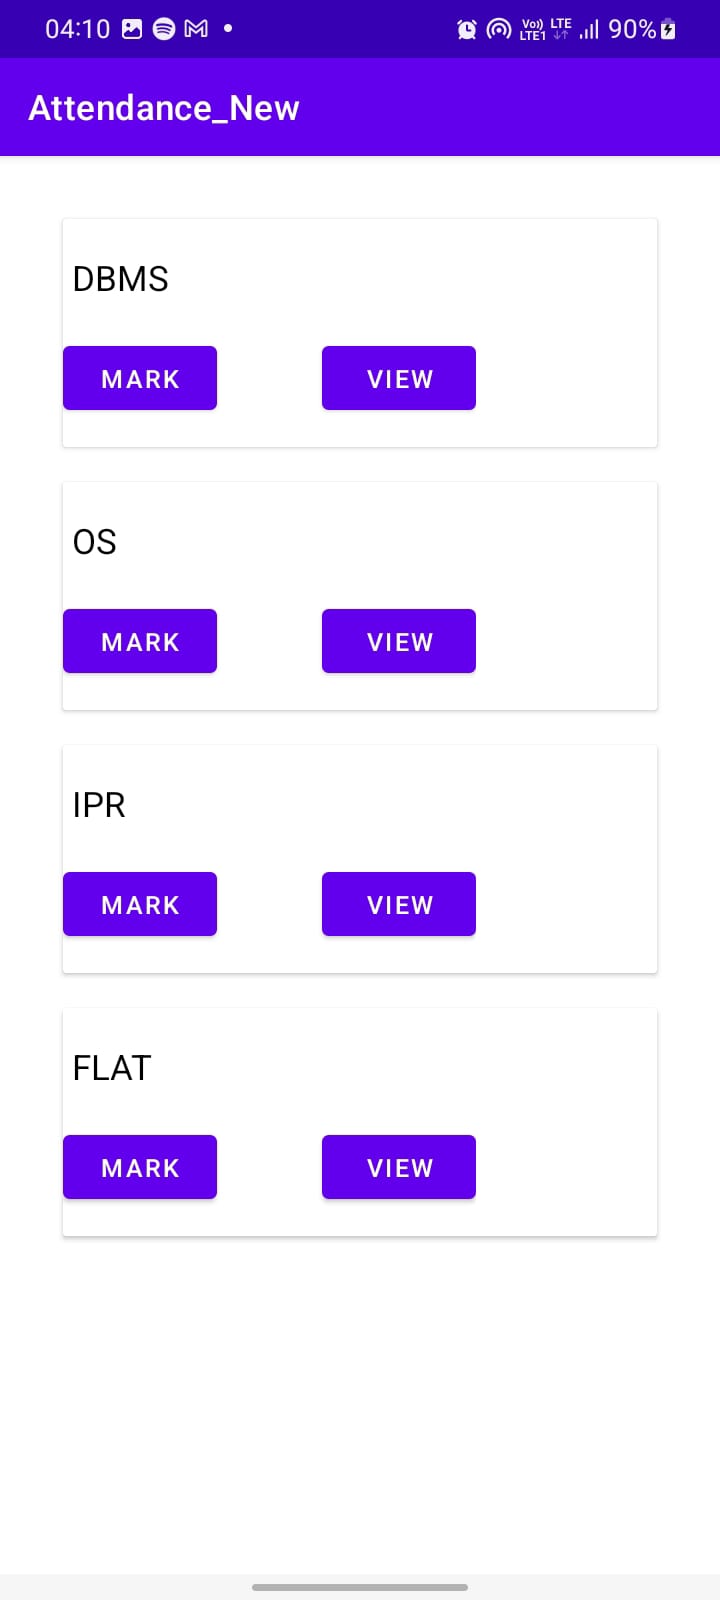 04:10 Vo)) LTE LTE1 90%
Attendance_New
DBMS
MARK VIEW
OS
MARK VIEW
IPR
MARK VIEW
FLAT
MARK VIEW